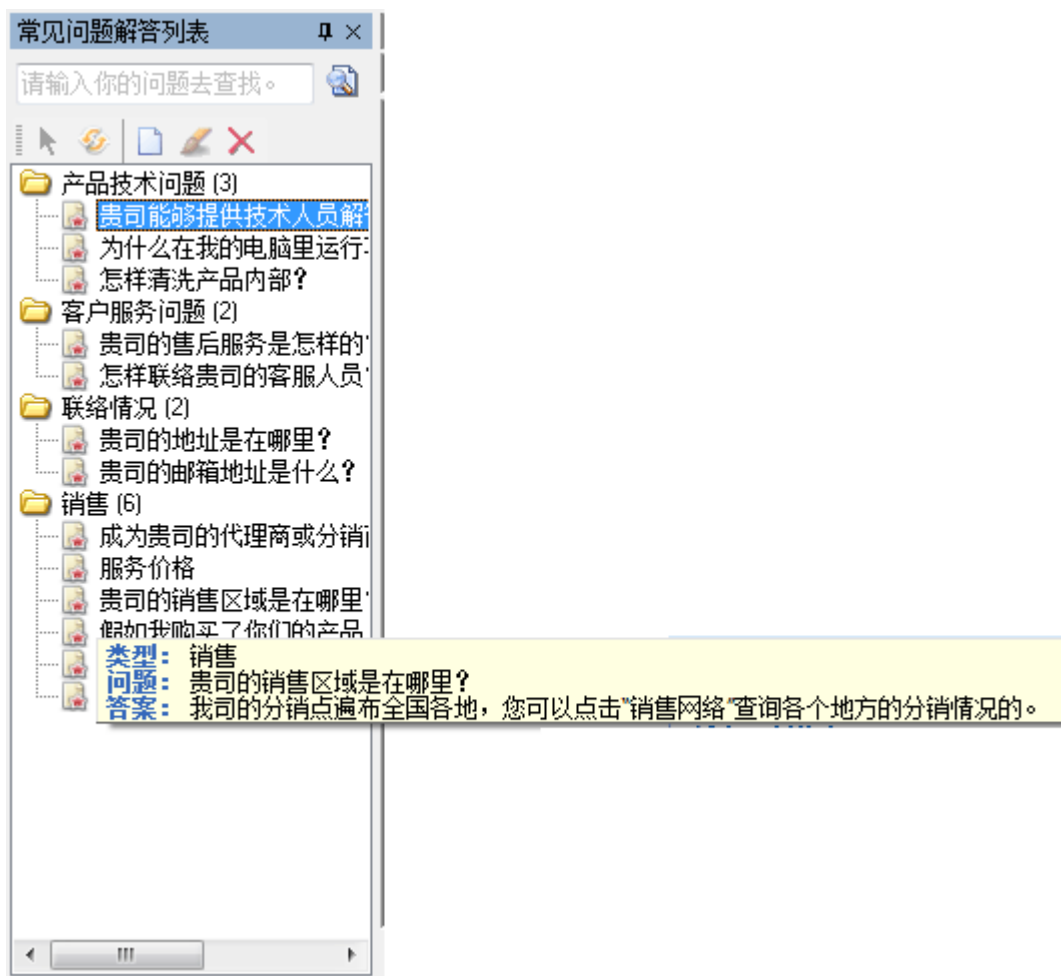 常见问题解答列表
请输入你的问题去查找。
产品技术问题 (3)
贵司能够提供技术人员解
为什么在我的电脑里运行
怎样清洗产品内部？
客户服务问题 (2)
贵司的售后服务是怎样的
怎样联络贵司的客服人员
联络情况 (2)
贵司的地址是在哪里？
贵司的邮箱地址是什么？
销售 (6)
成为贵司的代理商或分销
服务价格
贵司的销售区域是在哪里
假如我购买了你们的产品
类型： 销售
问题： 贵司的销售区域是在哪里？
答案： 我司的分销点遍布全国各地，您可以点击"销售网络"查询各个地方的分销情况的。